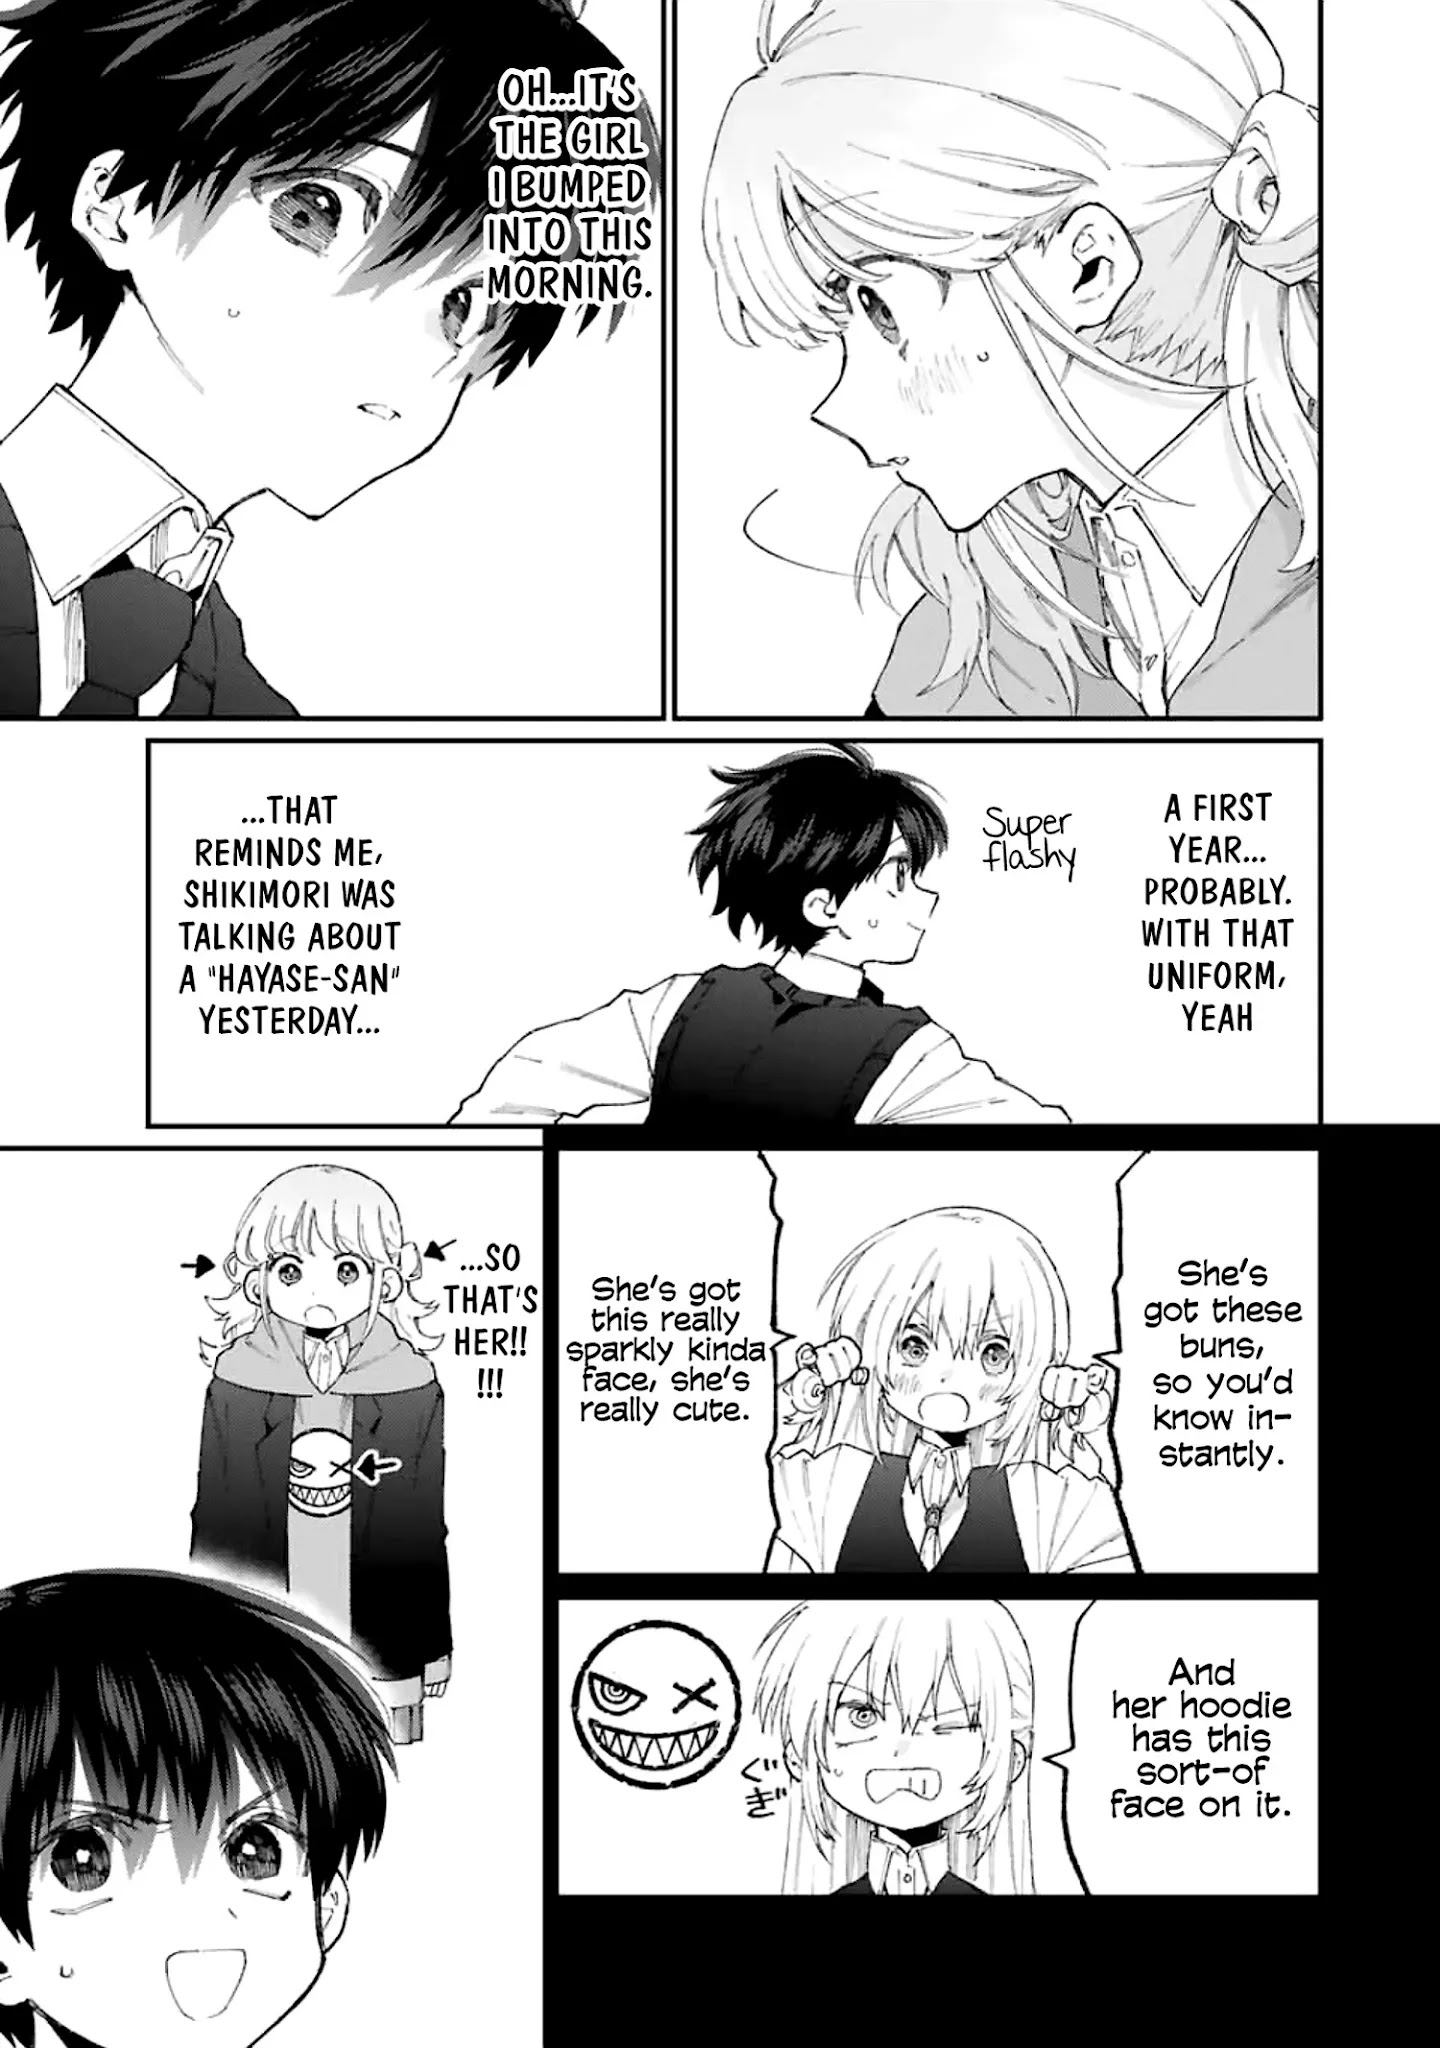 OH...IT'S
THE GIRL
I BUMPED
INTO THIS
MORNING.
A FIRST
YEAR...
PROBABLY.
WITH THAT
UNIFORM,
YEAH
Super
flashy
...THAT
REMINDS ME,
SHIKIMORI WAS
TALKING ABOUT
A "HAYASE-SAN"
YESTERDAY...
She's
got these
buns,
so you'd
know in-
stantly.
She's got
this really
sparkly kinda
face, she's
really cute.
And
her hoodie
has this
sort-of
face on it.
ぐぎ
...SO
THAT'S
HER!!
!!!